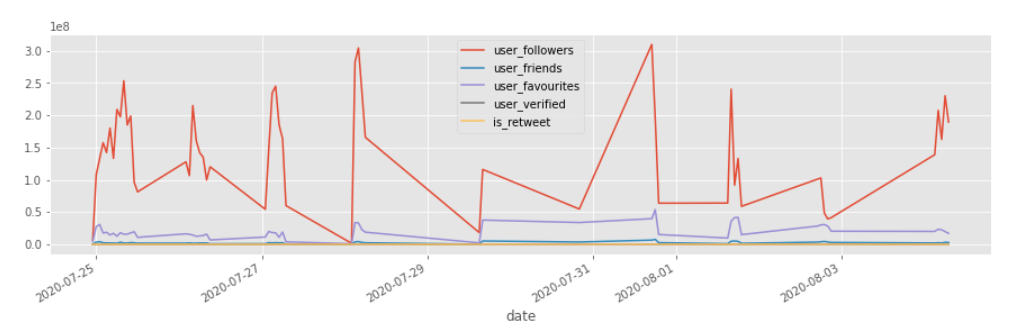 1e8
3.0
2.5
2.0
1.5
1.0
0.5
0.0
user_followers
user_friends
user_favourites
user_verified
is_retweet
2020-07-25
2020-07-27
2020-07-29
2020-07-31
2020-08-01
2020-08-03
date